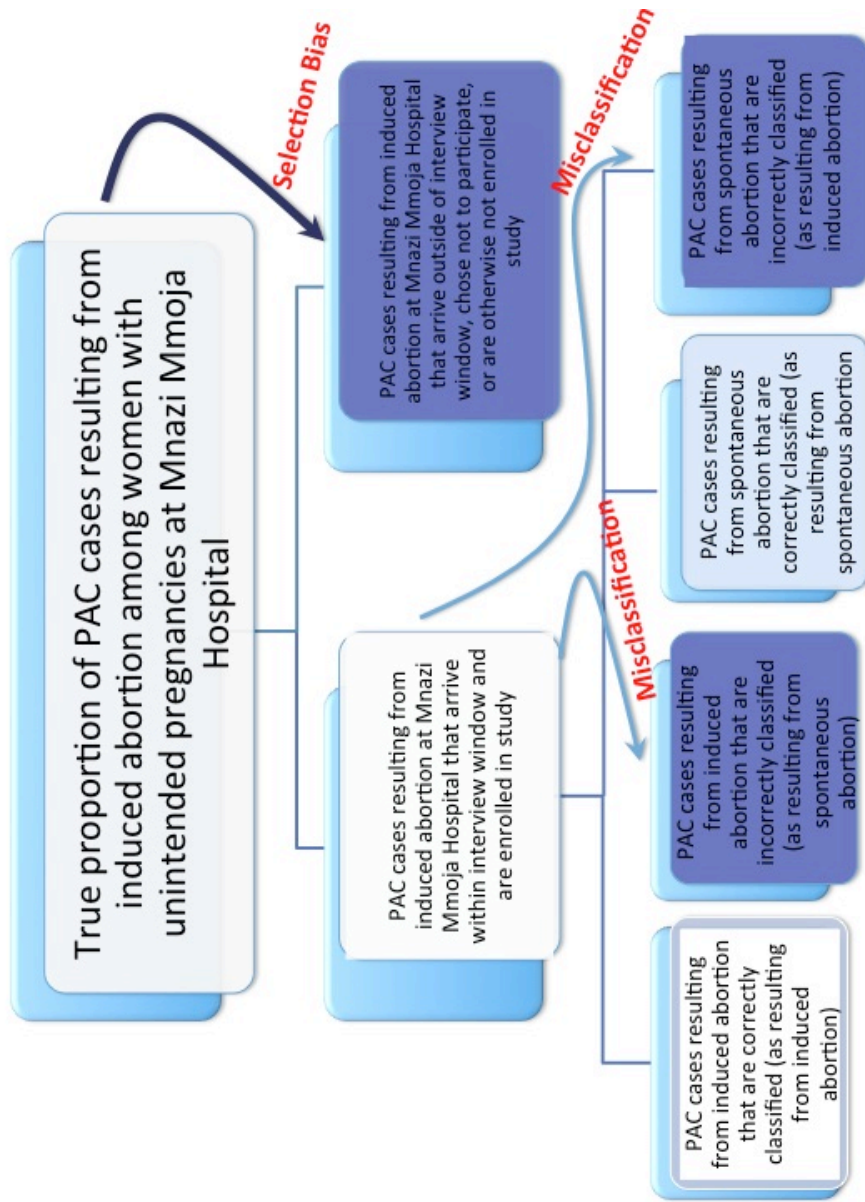 True proportion of PAC cases resulting from
induced abortion among women with
unintended pregnancies at Mnazi Mmoja
Hospital
Selection Bias
PAC cases resulting from
induced abortion at Mnazi
Mmoja Hospital that arrive
within interview window and
are enrolled in study
PAC cases resulting from induced
abortion at Mnazi Mmoja Hospital
that arrive outside of interview
window, chose not to participate,
or are otherwise not enrolled in
study
Misclassification
Misclassification
PAC cases resulting
from induced abortion
that are correctly
classified (as resulting
from induced
abortion)
PAC cases resulting
from induced
abortion that are
incorrectly classified
(as resulting from
spontaneous
abortion)
PAC cases resulting
from spontaneous
abortion that are
correctly classified (as
resulting from
spontaneous abortion
PAC cases resulting
from spontaneous
abortion that are
incorrectly classified
(as resulting from
induced abortion)